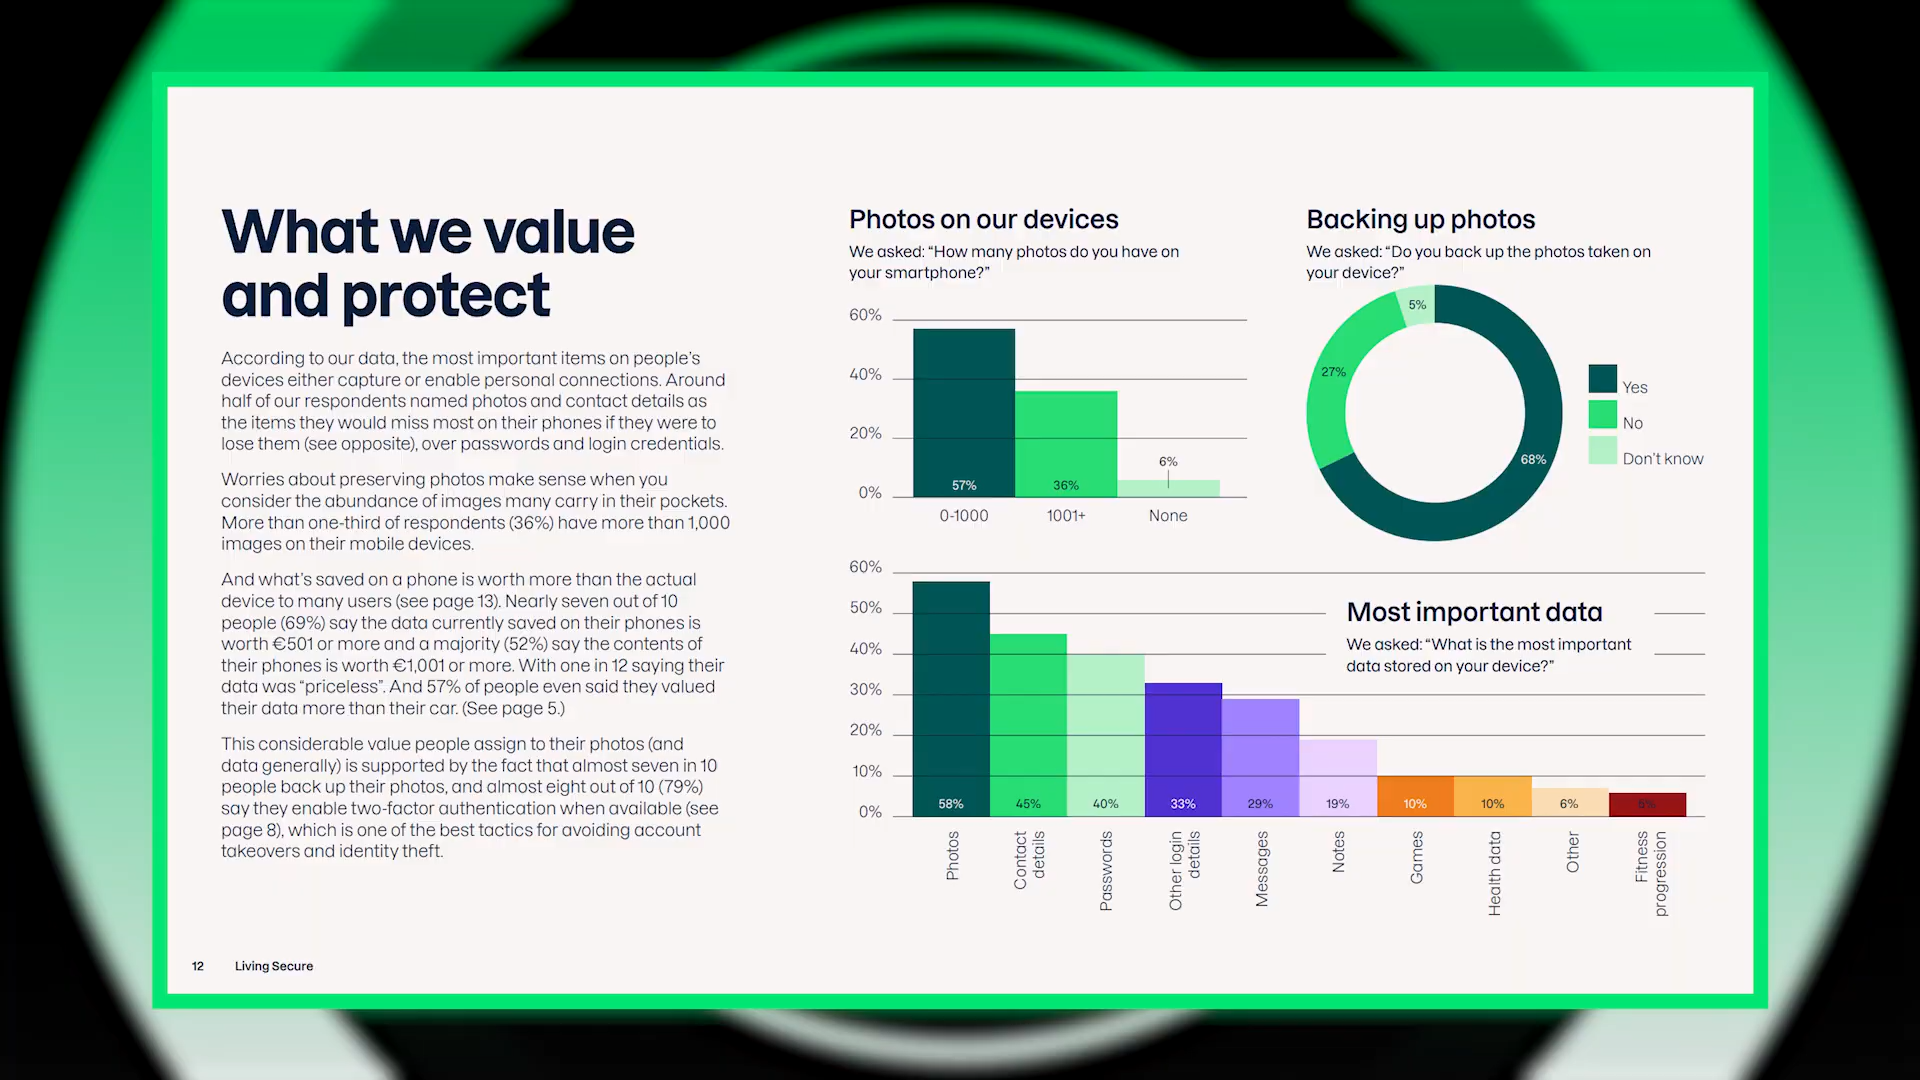 What we value
and protect
According to our data, the most important items on people's
devices either capture or enable personal connections. Around
half of our respondents named photos and contact details as
the items they would miss most on their phones if they were to
lose them (see opposite), over passwords and login credentials.
Worries about preserving photos make sense when you
consider the abundance of images many carry in their pockets.
More than one-third of respondents (36%) have more than 1,000
images on their mobile devices.
And what's saved on a phone is worth more than the actual
device to many users (see page 13). Nearly seven out of 10
people (69%) say the data currently saved on their phones is
worth €501 or more and a majority (52%) say the contents of
their phones is worth €1,001 or more. With one in 12 saying their
data was “priceless”. And 57% of people even said they valued
their data more than their car. (See page 5.)
This considerable value people assign to their photos (and
data generally) is supported by the fact that almost seven in 10
people back up their photos, and almost eight out of 10 (79%)
say they enable two-factor authentication when available (see
page 8), which is one of the best tactics for avoiding account
takeovers and identity theft.
Photos on our devices
We asked: “How many photos do you have on
your smartphone?”
60%
40%
20%
0%
57%
36%
6%
0-1000
1001+
None
Backing up photos
We asked: “Do you back up the photos taken on
your device?”
5%
27%
68%
Yes
No
Don't know
Most important data
We asked: “What is the most important
data stored on your device?”
60%
50%
40%
30%
20%
10%
0%
58%
45%
40%
33%
29%
19%
10%
10%
6%
Photos
Contact
details
Passwords
Other login
details
Messages
Notes
Games
Health data
Other
Fitness
progression
12
Living Secure